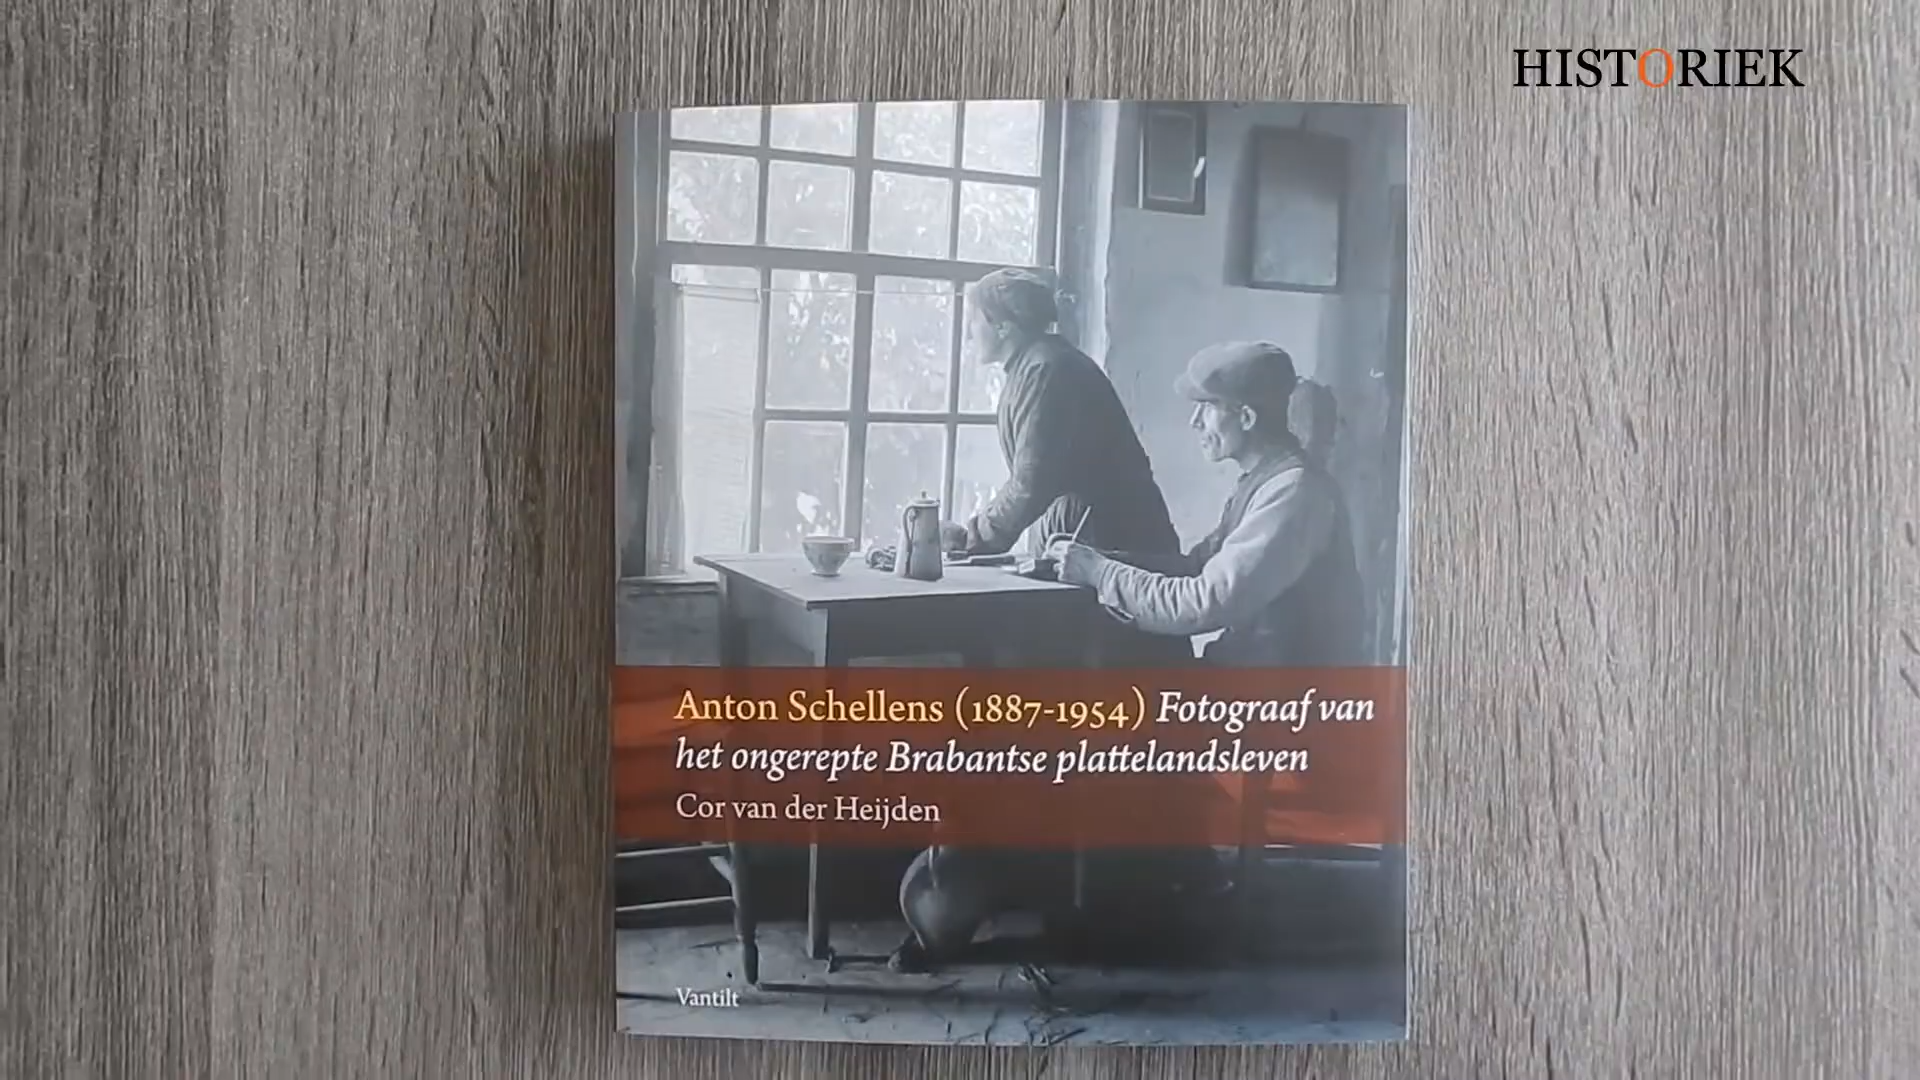 HISTORIEK
Anton Schellens (1887-1954) Fotograaf van
het ongerepte Brabantse plattelandsleven
Cor van der Heijden
Vantilt